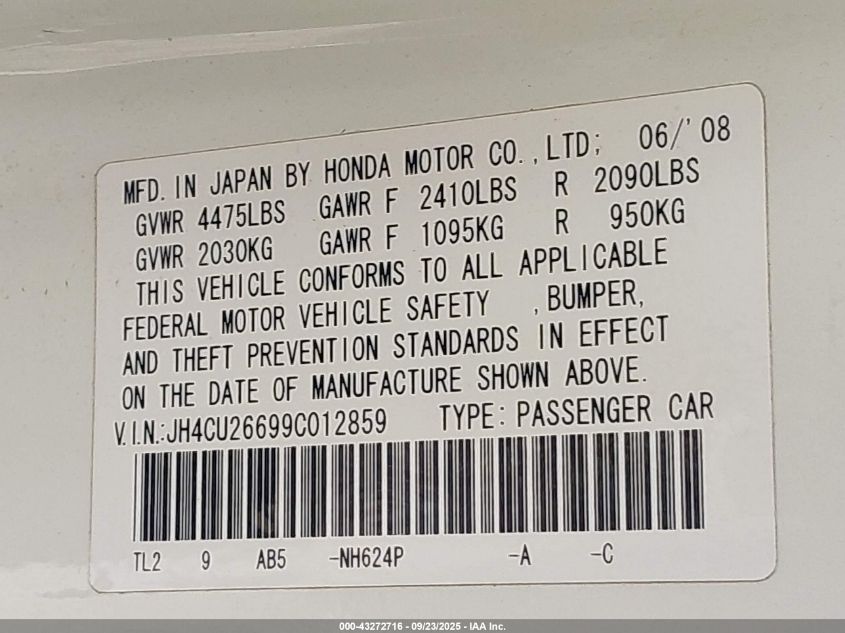 MFD. IN JAPAN BY HONDA MOTOR CO., LTD; 06/'08
GVWR 4475LBS GAWR F 2410LBS R 2090LBS
GVWR 2030KG GAWR F 1095KG R 950KG
THIS VEHICLE CONFORMS TO ALL APPLICABLE
FEDERAL MOTOR VEHICLE SAFETY , BUMPER,
AND THEFT PREVENTION STANDARDS IN EFFECT
ON THE DATE OF MANUFACTURE SHOWN ABOVE.
V.I.N.:JH4CU26699C012859 TYPE: PASSENGER CAR
TL2 9 AB5 -NH624P -A -C
000-43272716 - 09/23/2025 - IAA Inc.